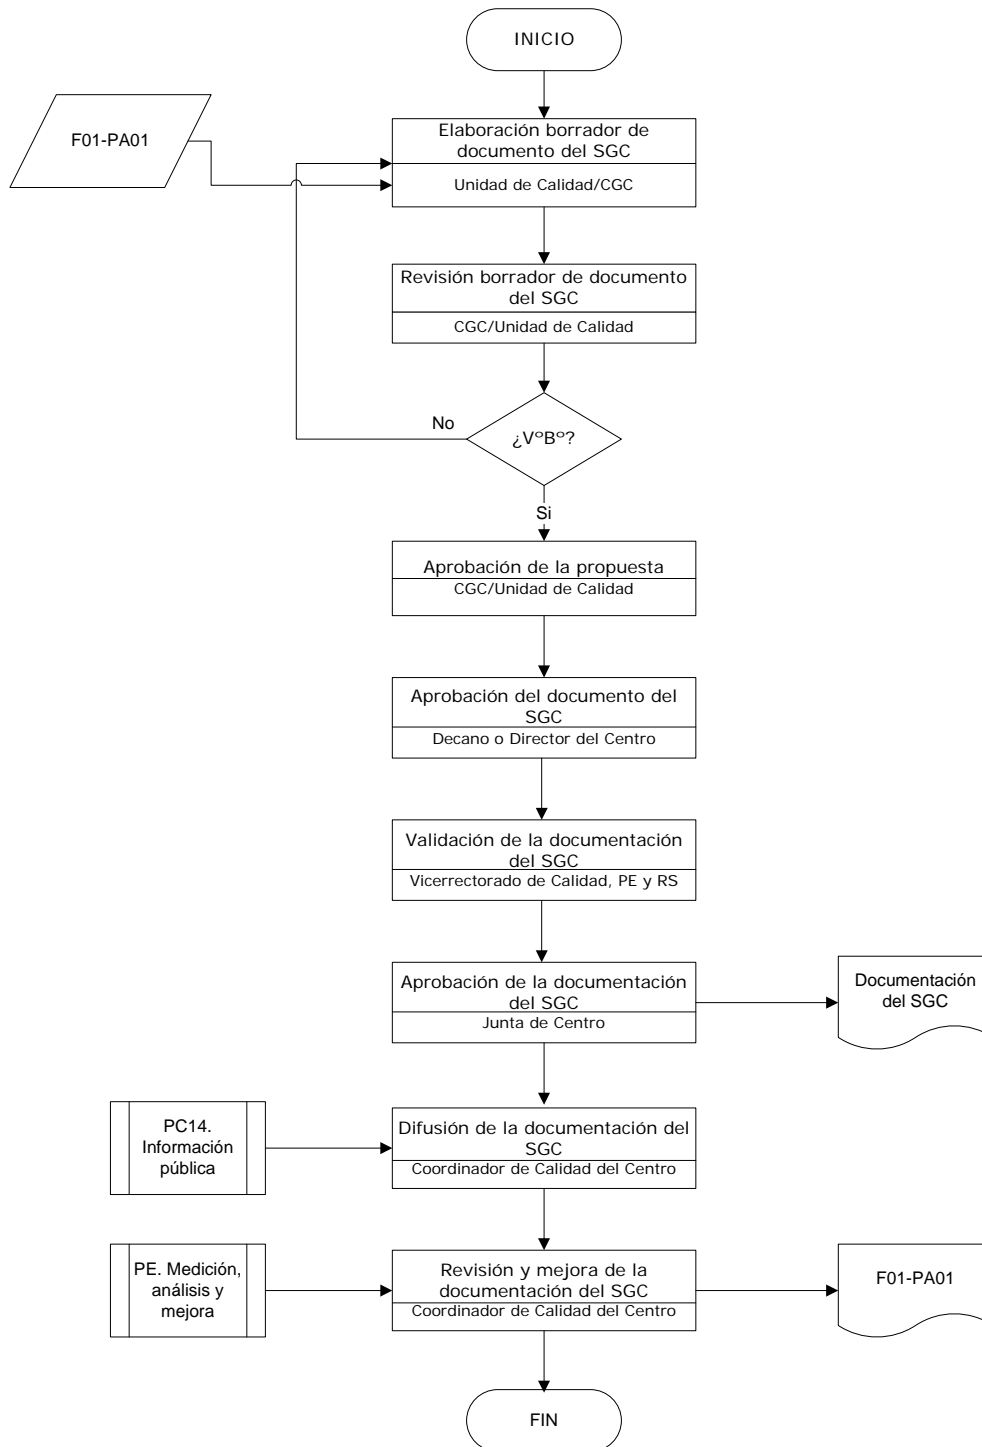 INICIO
F01-PA01
Elaboración borrador de
documento del SGC
Unidad de Calidad/CGC
Revisión borrador de documento
del SGC
CGC/Unidad de Calidad
No
¿VºBº?
Si
Aprobación de la propuesta
CGC/Unidad de Calidad
Aprobación del documento del
SGC
Decano o Director del Centro
Validación de la documentación
del SGC
Vicerrectorado de Calidad, PE y RS
Aprobación de la documentación
del SGC
Junta de Centro
Documentación
del SGC
PC14.
Información
pública
Difusión de la documentación del
SGC
Coordinador de Calidad del Centro
PE. Medición,
análisis y
mejora
Revisión y mejora de la
documentación del SGC
Coordinador de Calidad del Centro
F01-PA01
FIN